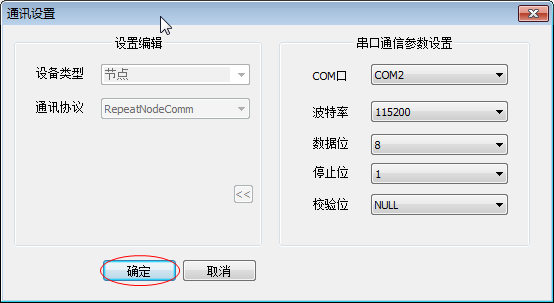 通讯设置
设置编辑
设备类型 节点
通讯协议 RepeatNodeComm
<<
串口通信参数设置
COM口 COM2
波特率 115200
数据位 8
停止位 1
校验位 NULL
确定 取消